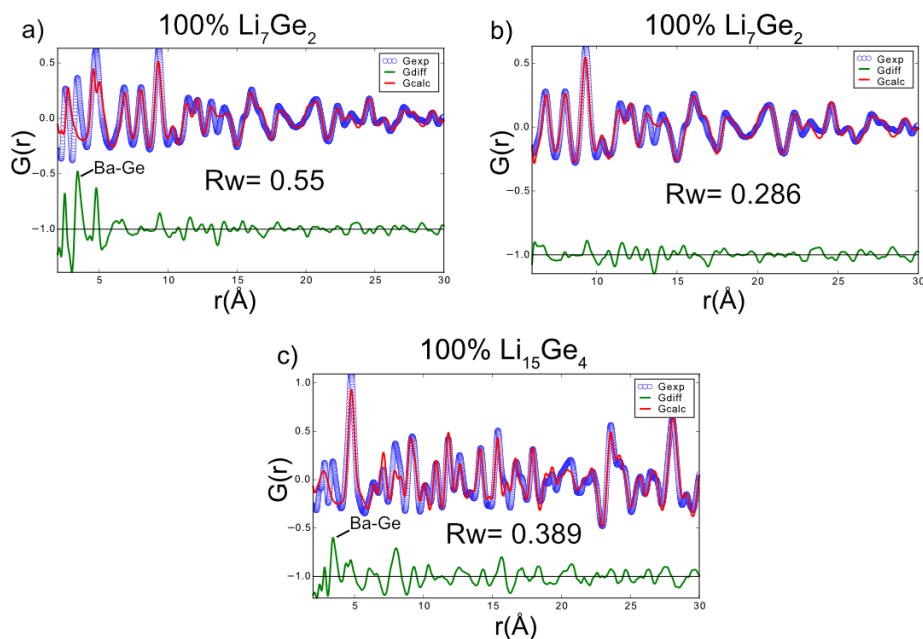 a) 100% Li₇Ge₂
0.5
0.0
−0.5
−1.0
G(r)
Gexp
Gdiff
Gcalc
Ba-Ge
Rw= 0.55
5 10 15 20 25 30
r(Å)
b) 100% Li₇Ge₂
0.5
0.0
−0.5
−1.0
G(r)
Gexp
Gdiff
Gcalc
Rw= 0.286
10 15 20 25 30
r(Å)
c) 100% Li₁₅Ge₄
1.0
0.5
0.0
−0.5
−1.0
G(r)
Gexp
Gdiff
Gcalc
Ba-Ge
Rw= 0.389
5 10 15 20 25 30
r(Å)